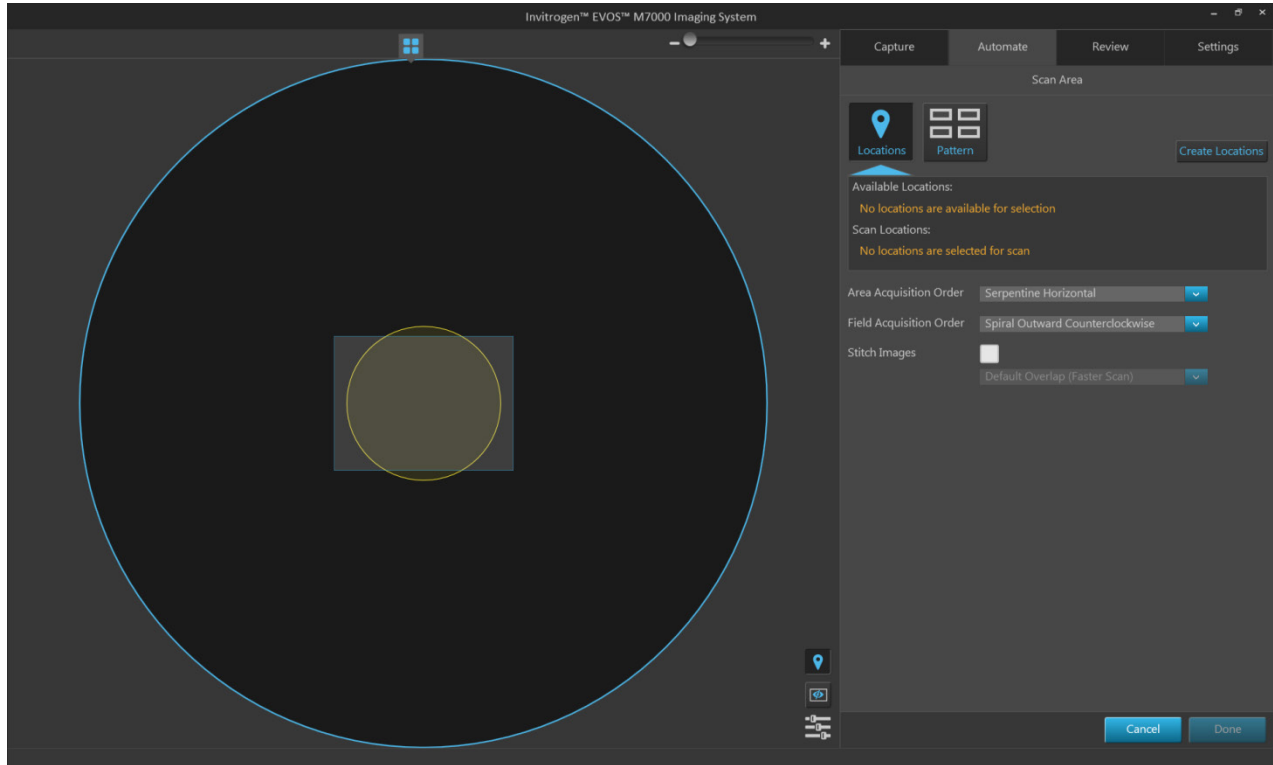 Invitrogen™ EVOS™ M7000 Imaging System
Capture Automate Review Settings
Scan Area
Locations Pattern Create Locations
Available Locations:
No locations are available for selection
Scan Locations:
No locations are selected for scan
Area Acquisition Order Serpentine Horizontal
Field Acquisition Order Spiral Outward Counterclockwise
Stitch Images
Default Overlap (Faster Scan)
Cancel Done